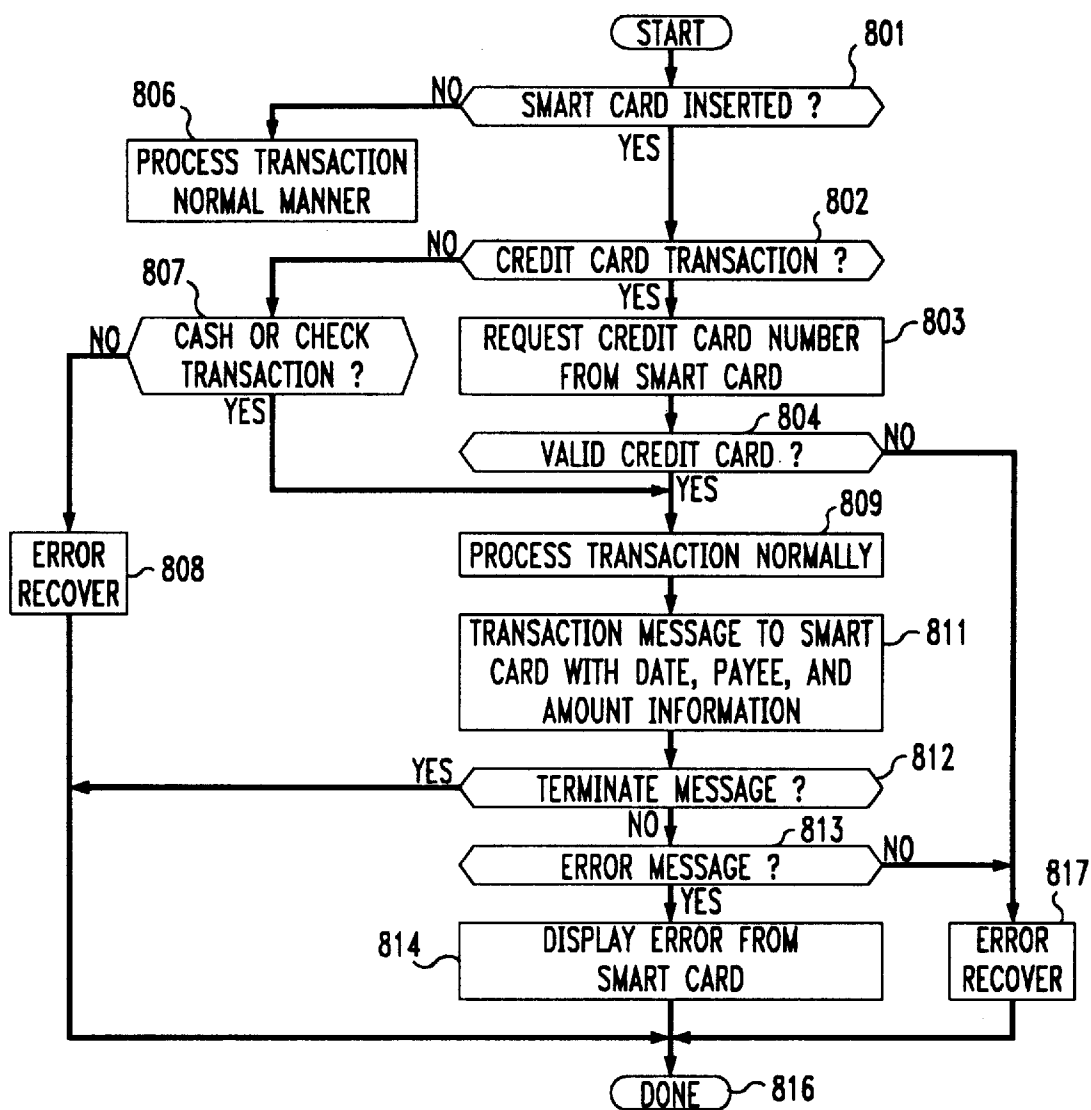 START
801
SMART CARD INSERTED ?
NO
YES
806
PROCESS TRANSACTION
NORMAL MANNER
802
CREDIT CARD TRANSACTION ?
NO
YES
807
CASH OR CHECK
TRANSACTION ?
NO
YES
803
REQUEST CREDIT CARD NUMBER
FROM SMART CARD
804
VALID CREDIT CARD ?
NO
YES
809
PROCESS TRANSACTION NORMALLY
ERROR
RECOVER
808
TRANSACTION MESSAGE TO SMART
CARD WITH DATE, PAYEE, AND
AMOUNT INFORMATION
811
YES
TERMINATE MESSAGE ?
812
NO
813
ERROR MESSAGE ?
NO
YES
817
814
DISPLAY ERROR FROM
SMART CARD
ERROR
RECOVER
DONE
816